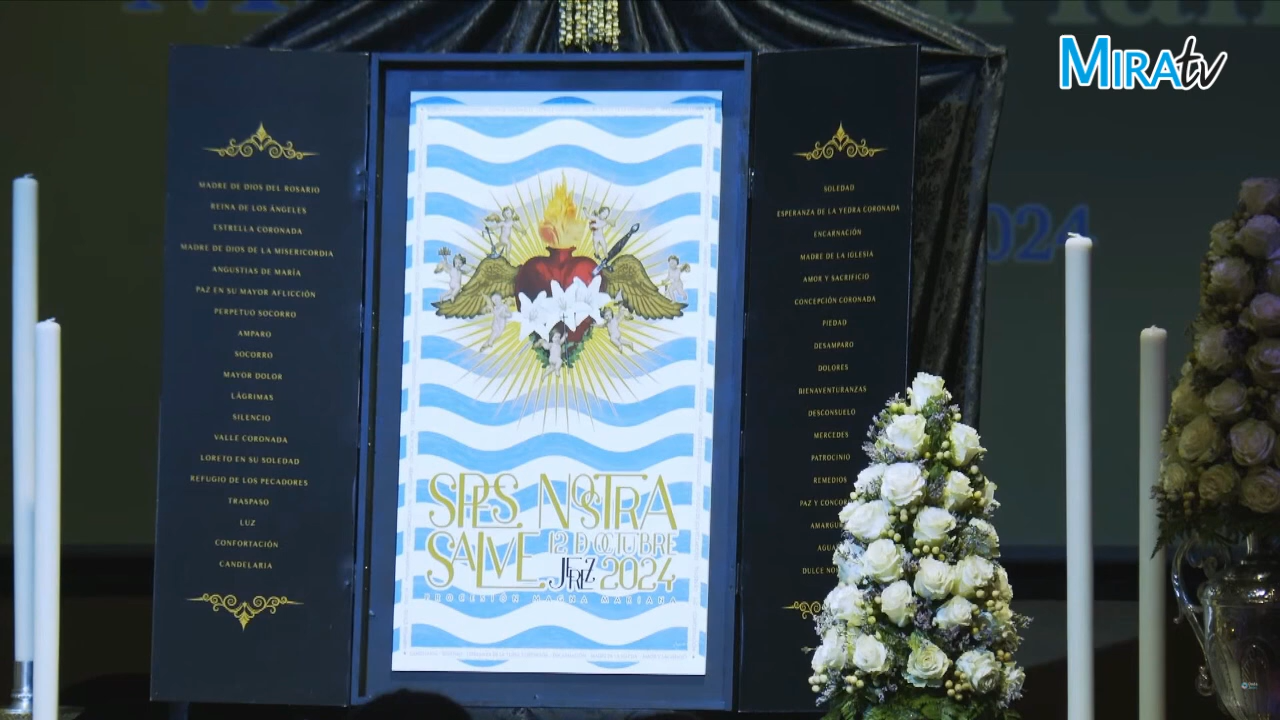 MIRAtv
2024
MADRE DE DIOS DEL ROSARIO
REINA DE LOS ÁNGELES
ESTRELLA CORONADA
MADRE DE DIOS DE LA MISERICORDIA
ANGUSTIAS DE MARÍA
PAZ EN SU MAYOR AFLICCIÓN
PERPETUO SOCORRO
AMPARO
SOCORRO
MAYOR DOLOR
LÁGRIMAS
SILENCIO
VALLE CORONADA
LORETO EN SU SOLEDAD
REFUGIO DE LOS PECADORES
TRASPASO
LUZ
CONFORTACIÓN
CANDELARIA
SPES NOSTRA
SALVE 12 D OCTUBRE
JEREZ 2024
PROCESIÓN MAGNA MARIANA
SOLEDAD
ESPERANZA DE LA YEDRA CORONADA
ENCARNACIÓN
MADRE DE LA IGLESIA
AMOR Y SACRIFICIO
CONCEPCIÓN CORONADA
PIEDAD
DESAMPARO
DOLORES
BIENAVENTURANZAS
DESCONSUELO
MERCEDES
PATROCINIO
REMEDIOS
PAZ Y
DULCE